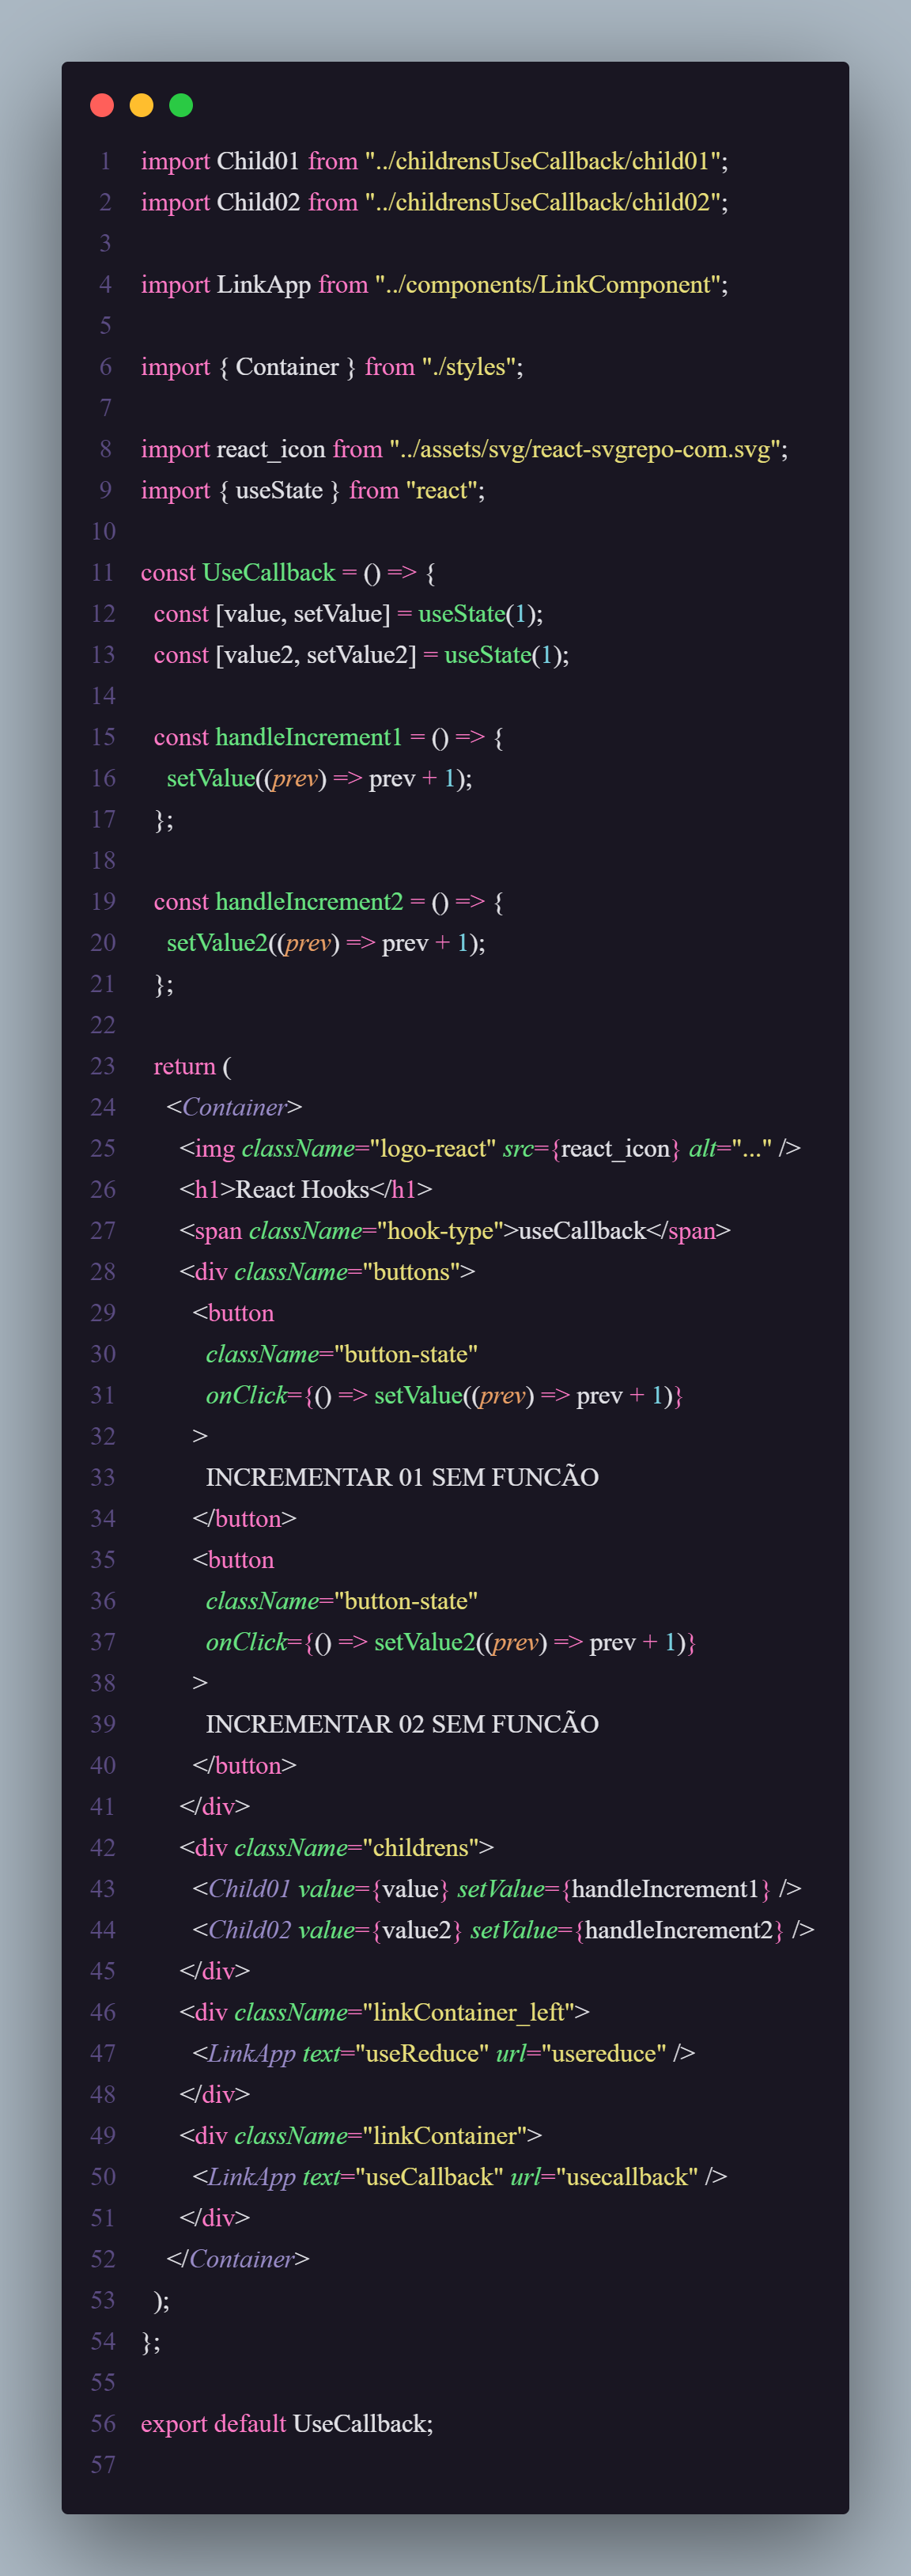 1 import Child01 from "../childrensUseCallback/child01";
2 import Child02 from "../childrensUseCallback/child02";
3
4 import LinkApp from "../components/LinkComponent";
5
6 import { Container } from "./styles";
7
8 import react_icon from "../assets/svg/react-svgrepo-com.svg";
9 import { useState } from "react";
10
11 const UseCallback = () => {
12 const [value, setValue] = useState(1);
13 const [value2, setValue2] = useState(1);
14
15 const handleIncrement1 = () => {
16 setValue((prev) => prev + 1);
17 };
18
19 const handleIncrement2 = () => {
20 setValue2((prev) => prev + 1);
21 };
22
23 return (
24 <Container>
25 <img className="logo-react" src={react_icon} alt="..." />
26 <h1>React Hooks</h1>
27 <span className="hook-type">useCallback</span>
28 <div className="buttons">
29 <button
30 className="button-state"
31 onClick={() => setValue((prev) => prev + 1)}
32 >
33 INCREMENTAR 01 SEM FUNCÃO
34 </button>
35 <button
36 className="button-state"
37 onClick={() => setValue2((prev) => prev + 1)}
38 >
39 INCREMENTAR 02 SEM FUNCÃO
40 </button>
41 </div>
42 <div className="childrens">
43 <Child01 value={value} setValue={handleIncrement1} />
44 <Child02 value={value2} setValue={handleIncrement2} />
45 </div>
46 <div className="linkContainer_left">
47 <LinkApp text="useReduce" url="usereduce" />
48 </div>
49 <div className="linkContainer">
50 <LinkApp text="useCallback" url="usecallback" />
51 </div>
52 </Container>
53 );
54 };
55
56 export default UseCallback;
57